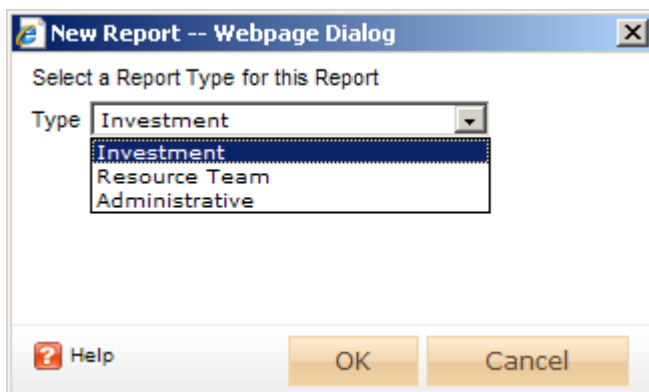 New Report -- Webpage Dialog
Select a Report Type for this Report
Type Investment
Investment
Resource Team
Administrative
Help OK Cancel